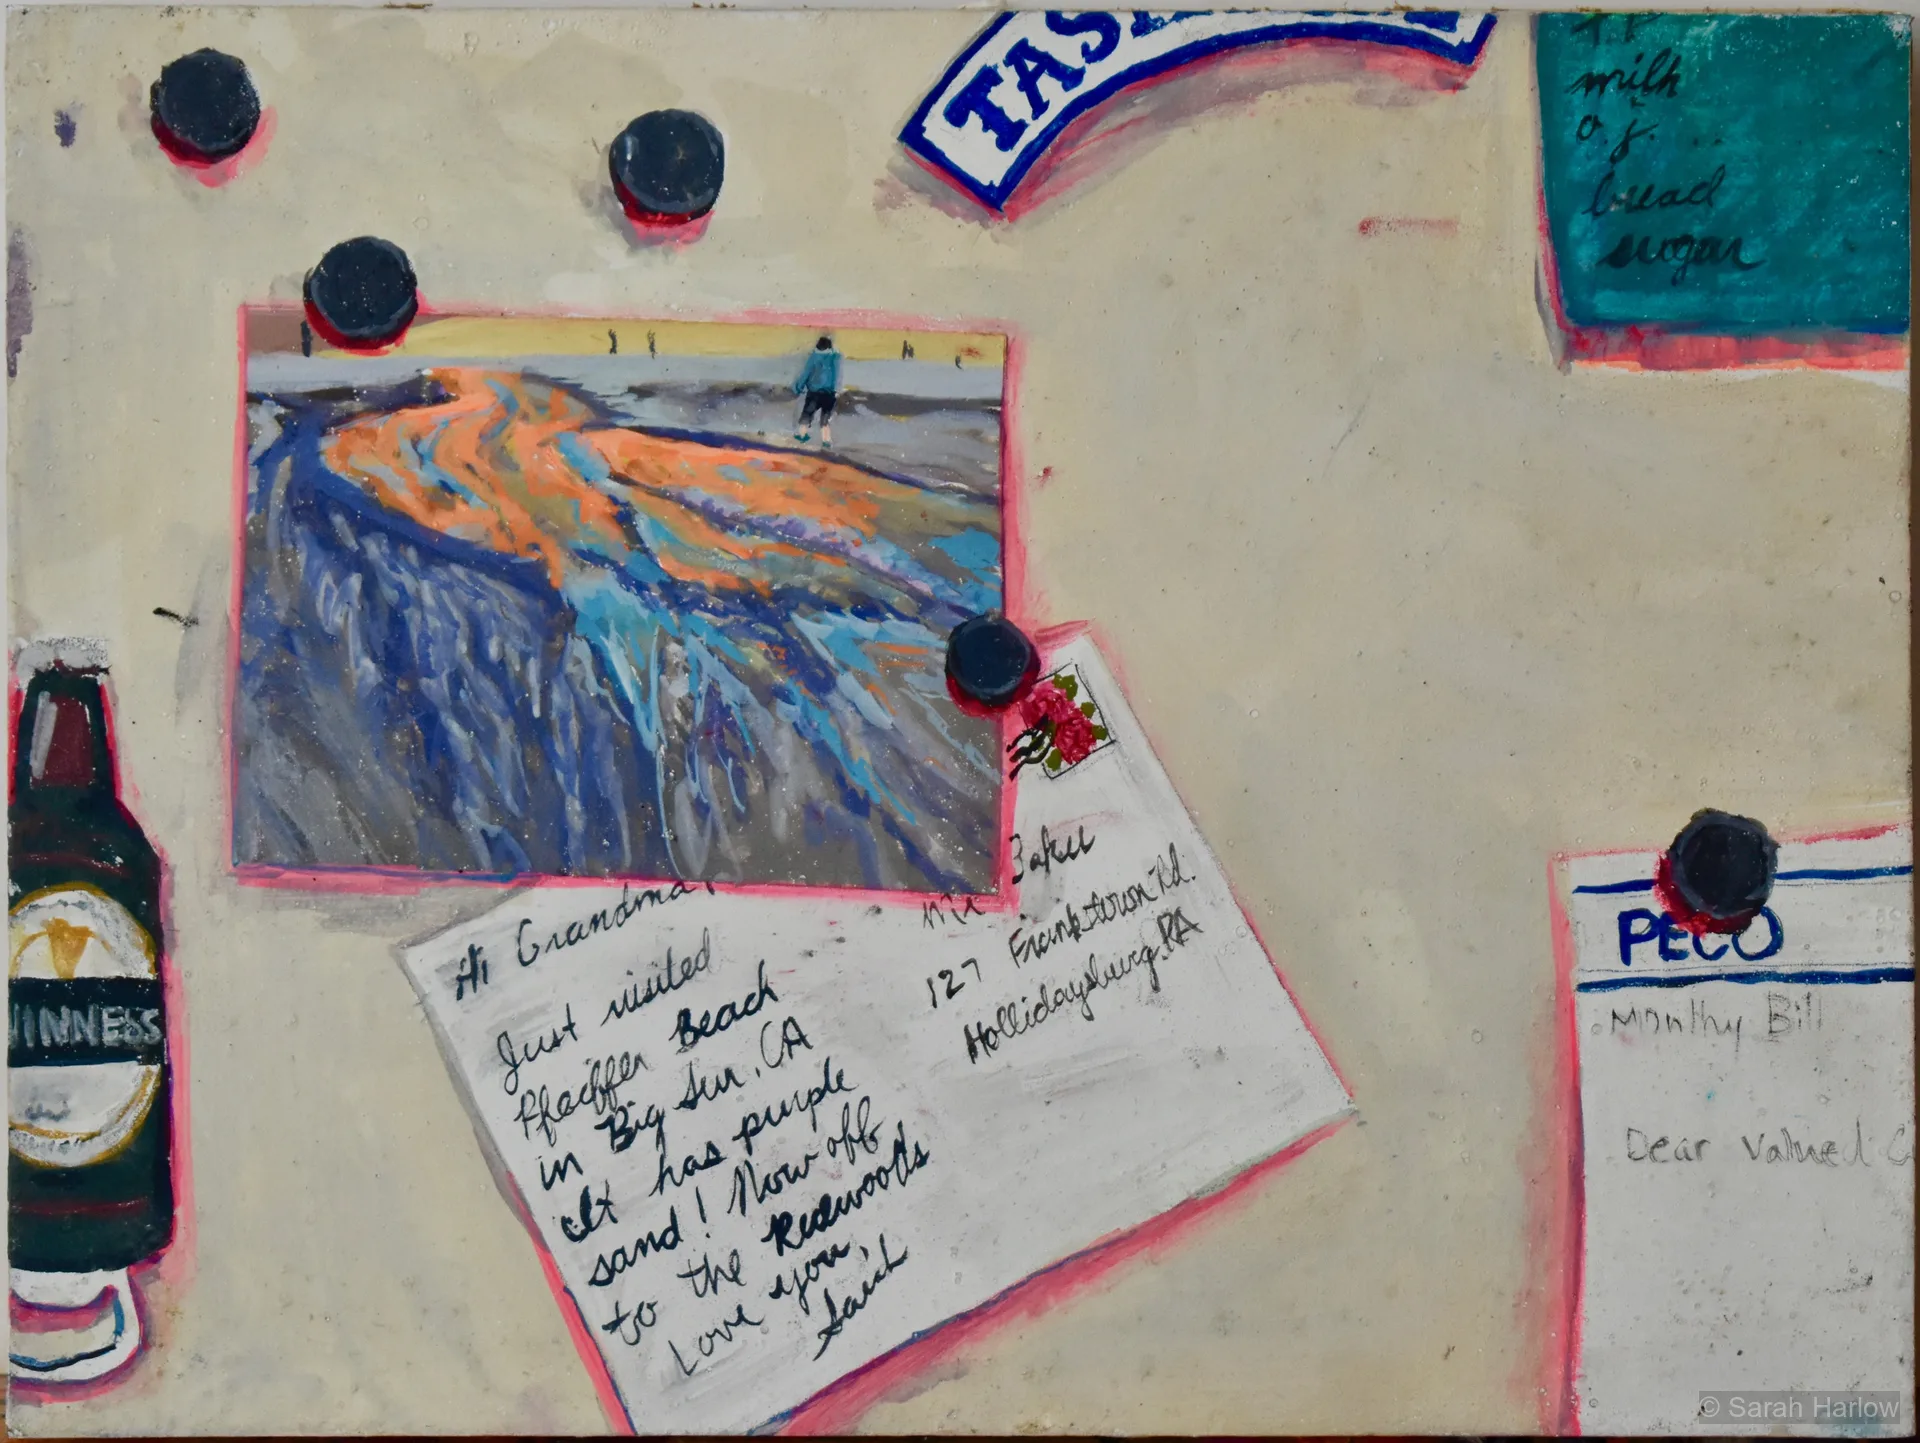 T.P
milk
o.j.
bread
sugar
Hi Grandma,
Just visited
Pfeiffer Beach
in Big Sur, CA
It has purple
sand! Now off
to the Redwoods
Love you,
Sarah
Baker
127 Frankstown Rd.
Hollidaysburg, PA
INNESS
PECO
Monthy Bill
Dear Valued C
© Sarah Harlow